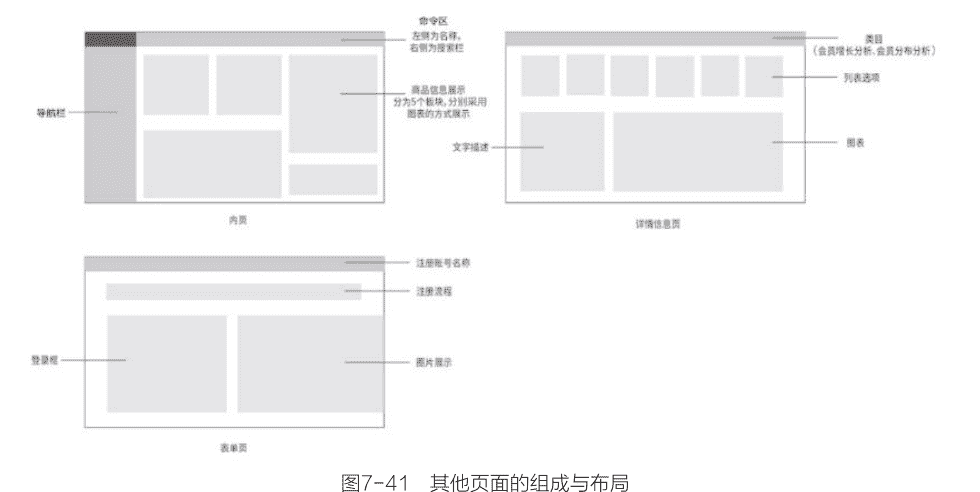 命令区
左侧为名称，
右侧为搜索栏
商品信息展示
分为5个板块，分别采用
图表的方式展示
导航栏
内页
类目
（会员增长分析、会员分布分析）
列表选项
文字描述
图表
详情信息页
注册账号名称
注册流程
登录框
图片展示
表单页
图7-41 其他页面的组成与布局